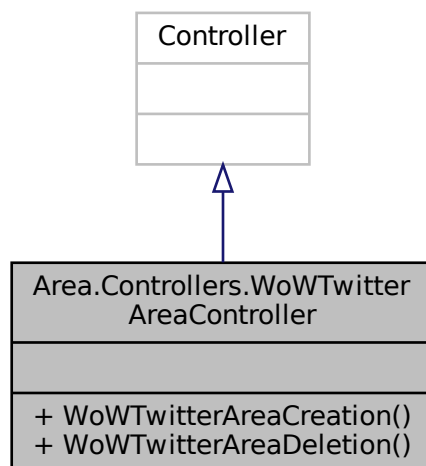 Controller
Area.Controllers.WoWTwitter
AreaController
+ WoWTwitterAreaCreation()
+ WoWTwitterAreaDeletion()